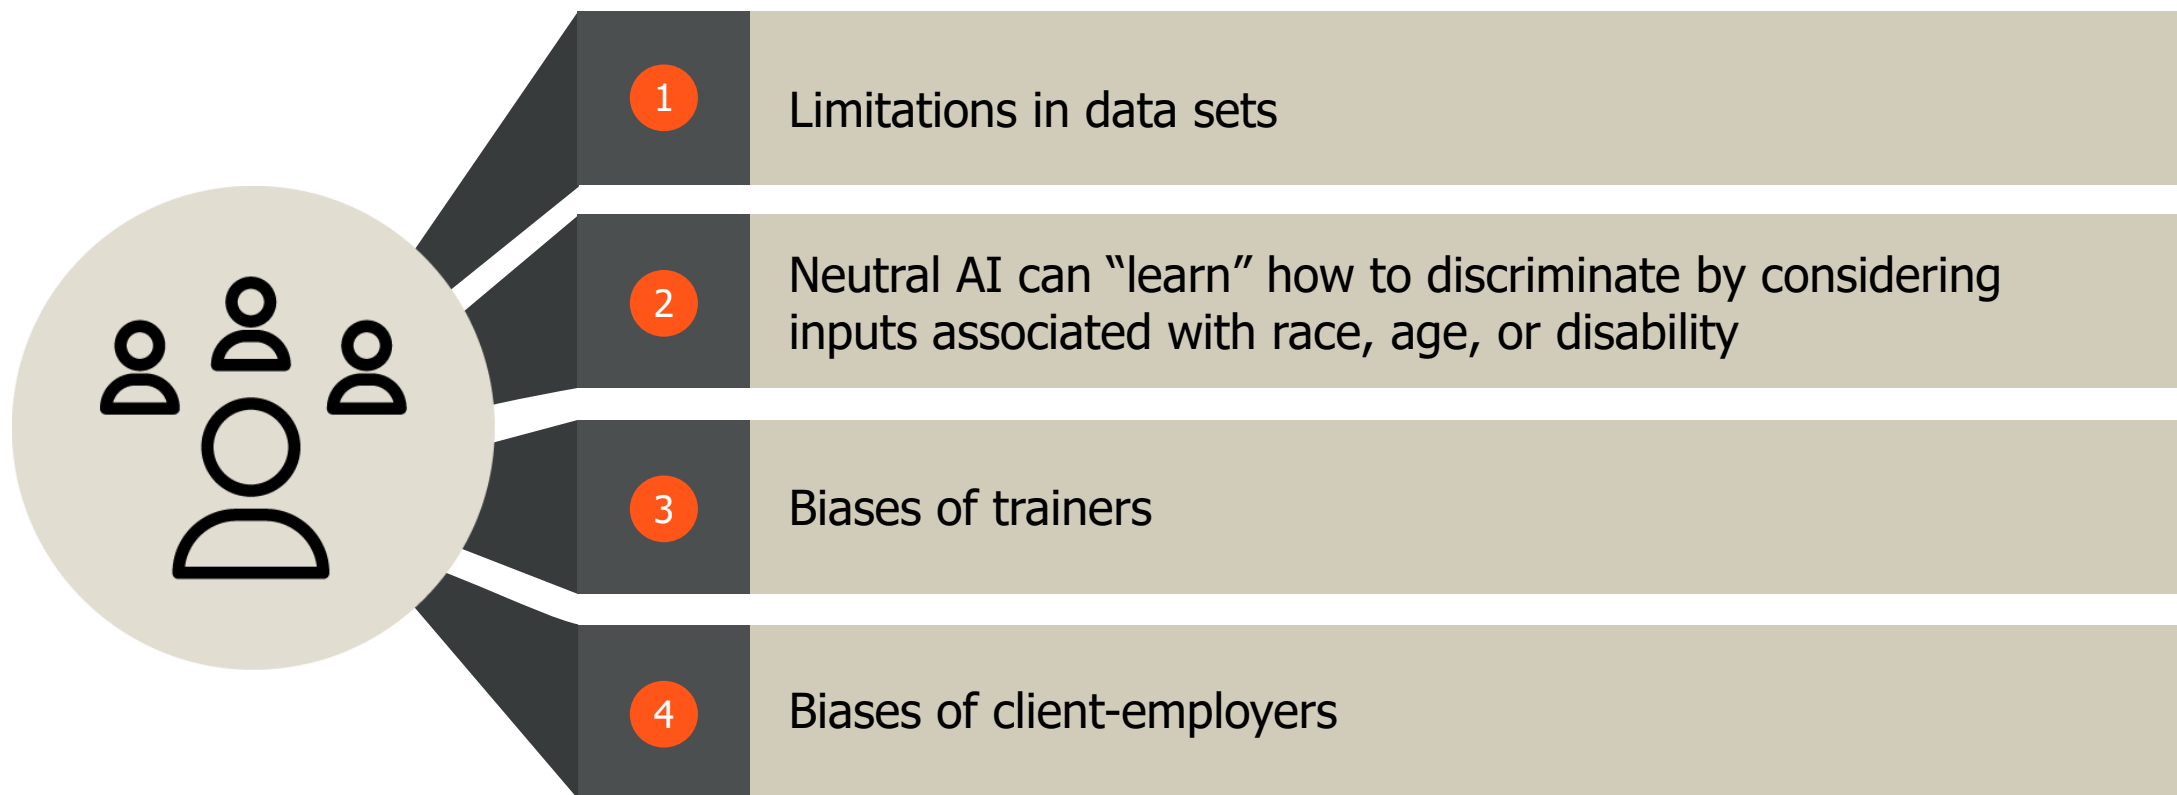 1
Limitations in data sets
2
Neutral AI can “learn” how to discriminate by considering
inputs associated with race, age, or disability
3
Biases of trainers
4
Biases of client-employers